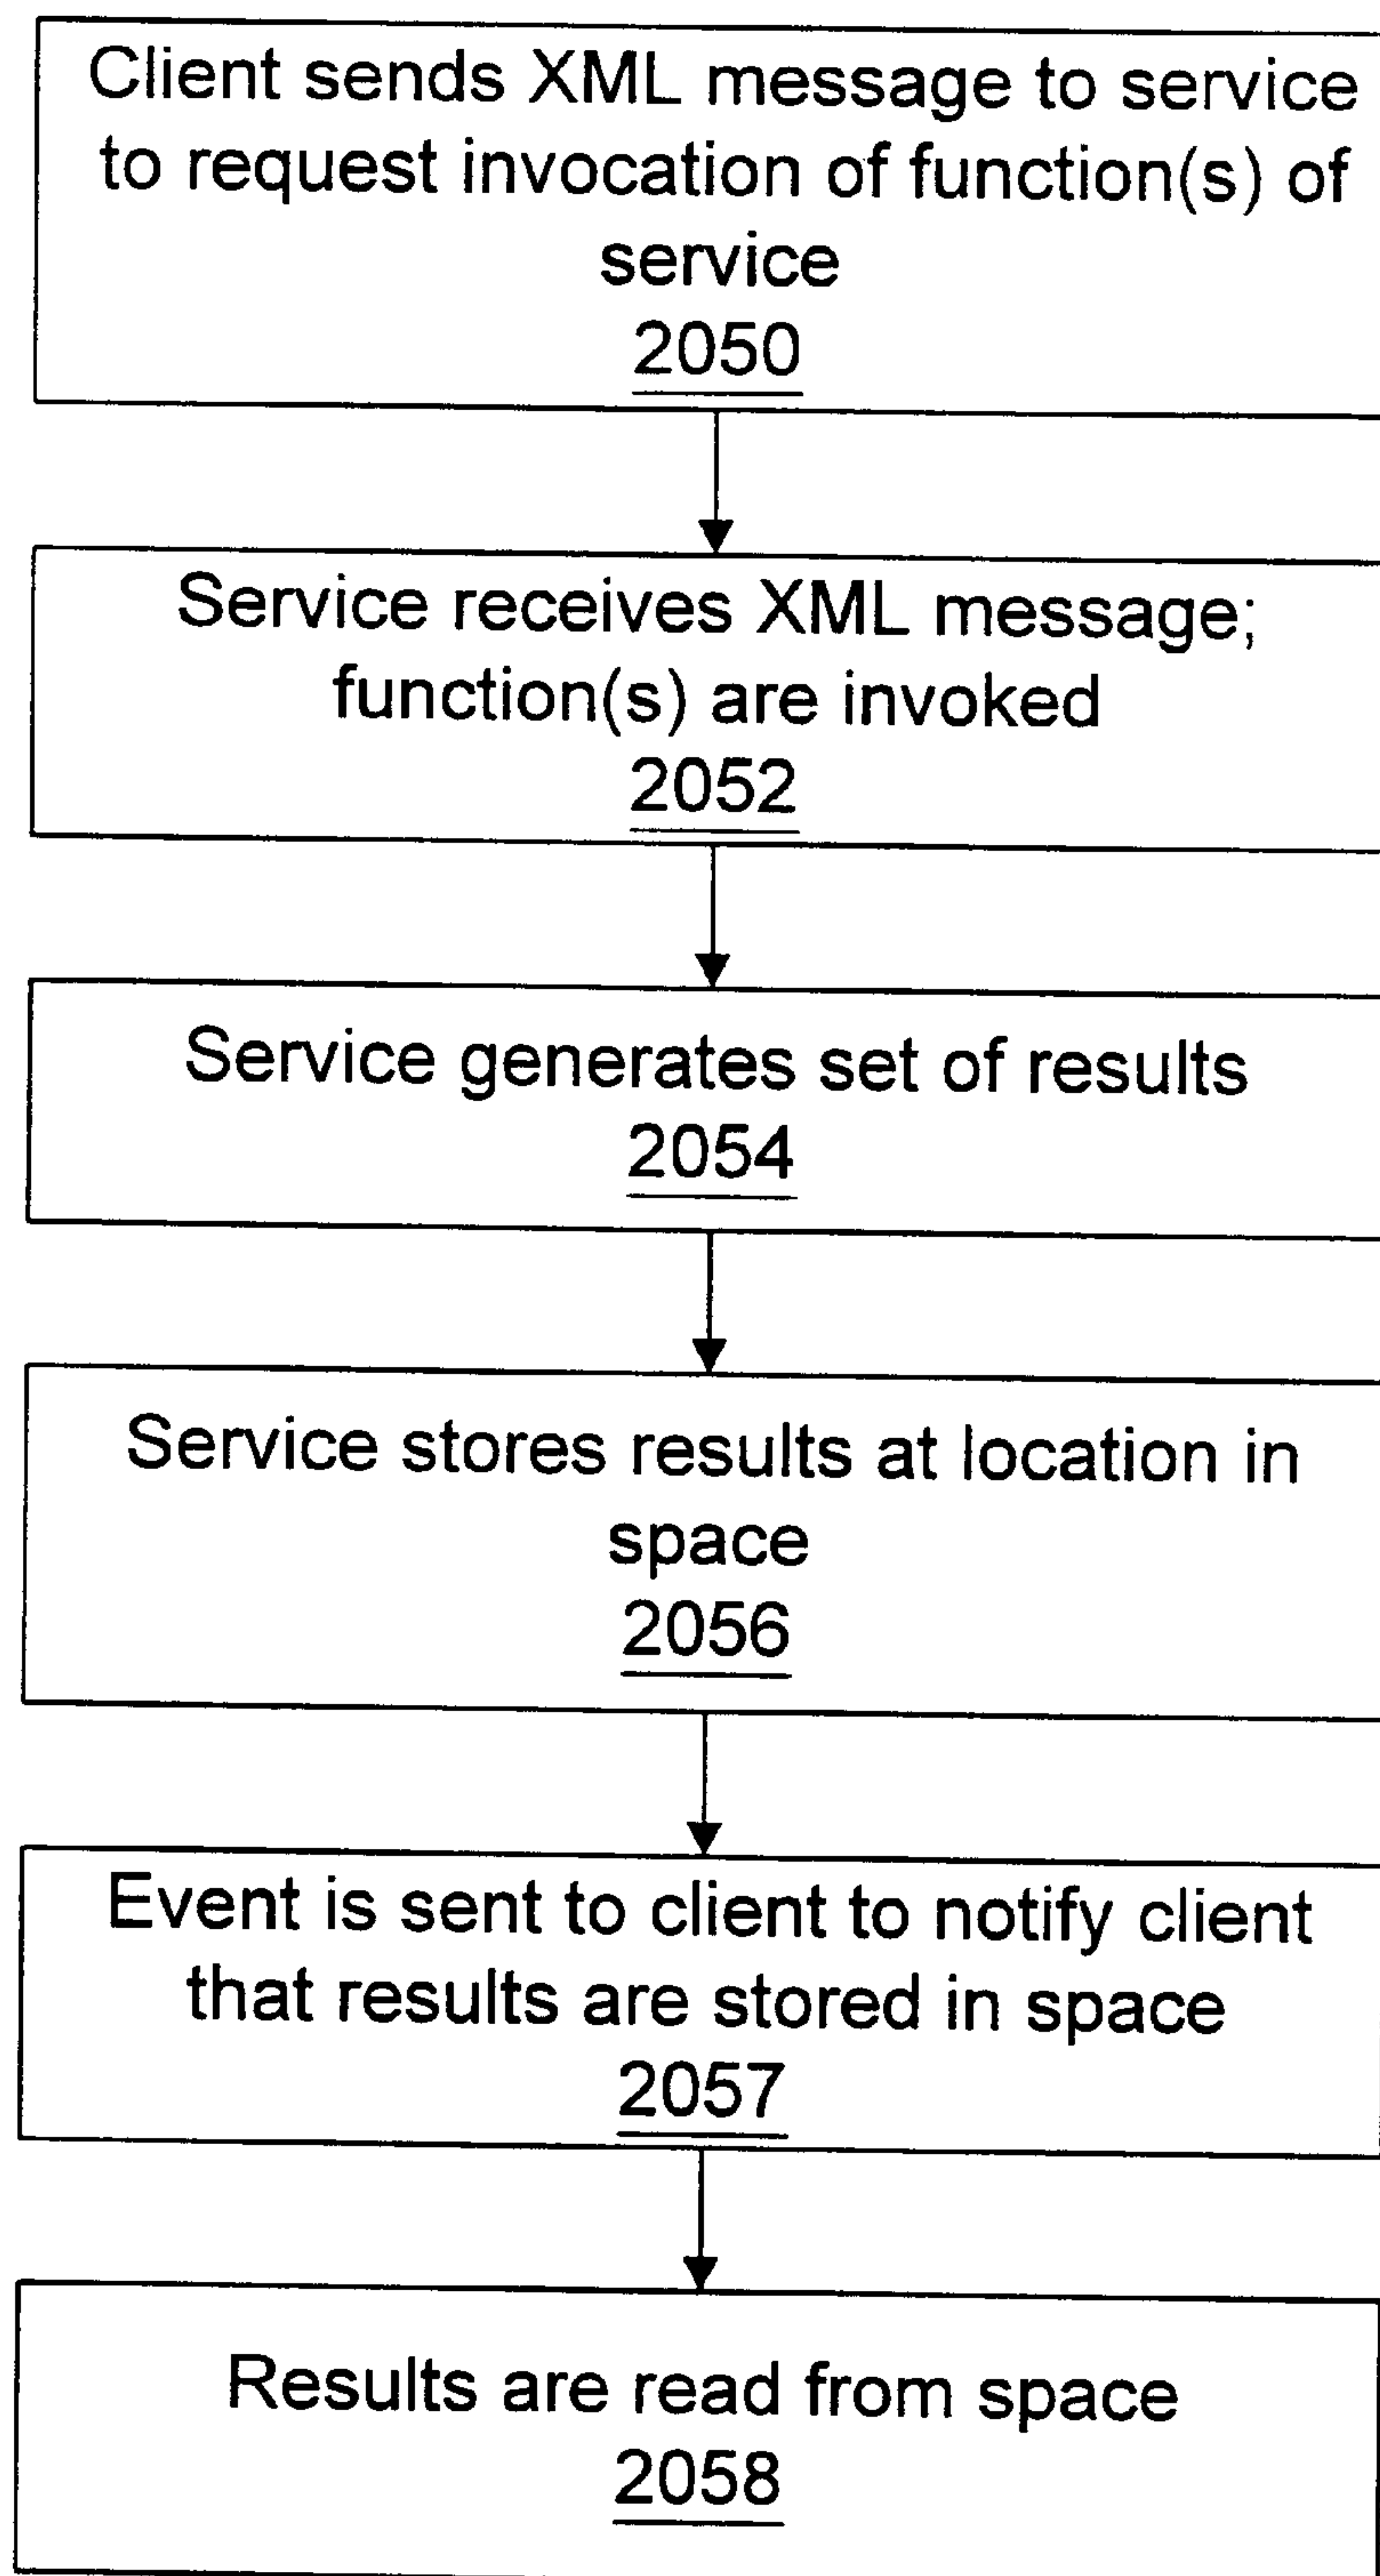 Client sends XML message to service
to request invocation of function(s) of
service
2050
Service receives XML message;
function(s) are invoked
2052
Service generates set of results
2054
Service stores results at location in
space
2056
Event is sent to client to notify client
that results are stored in space
2057
Results are read from space
2058